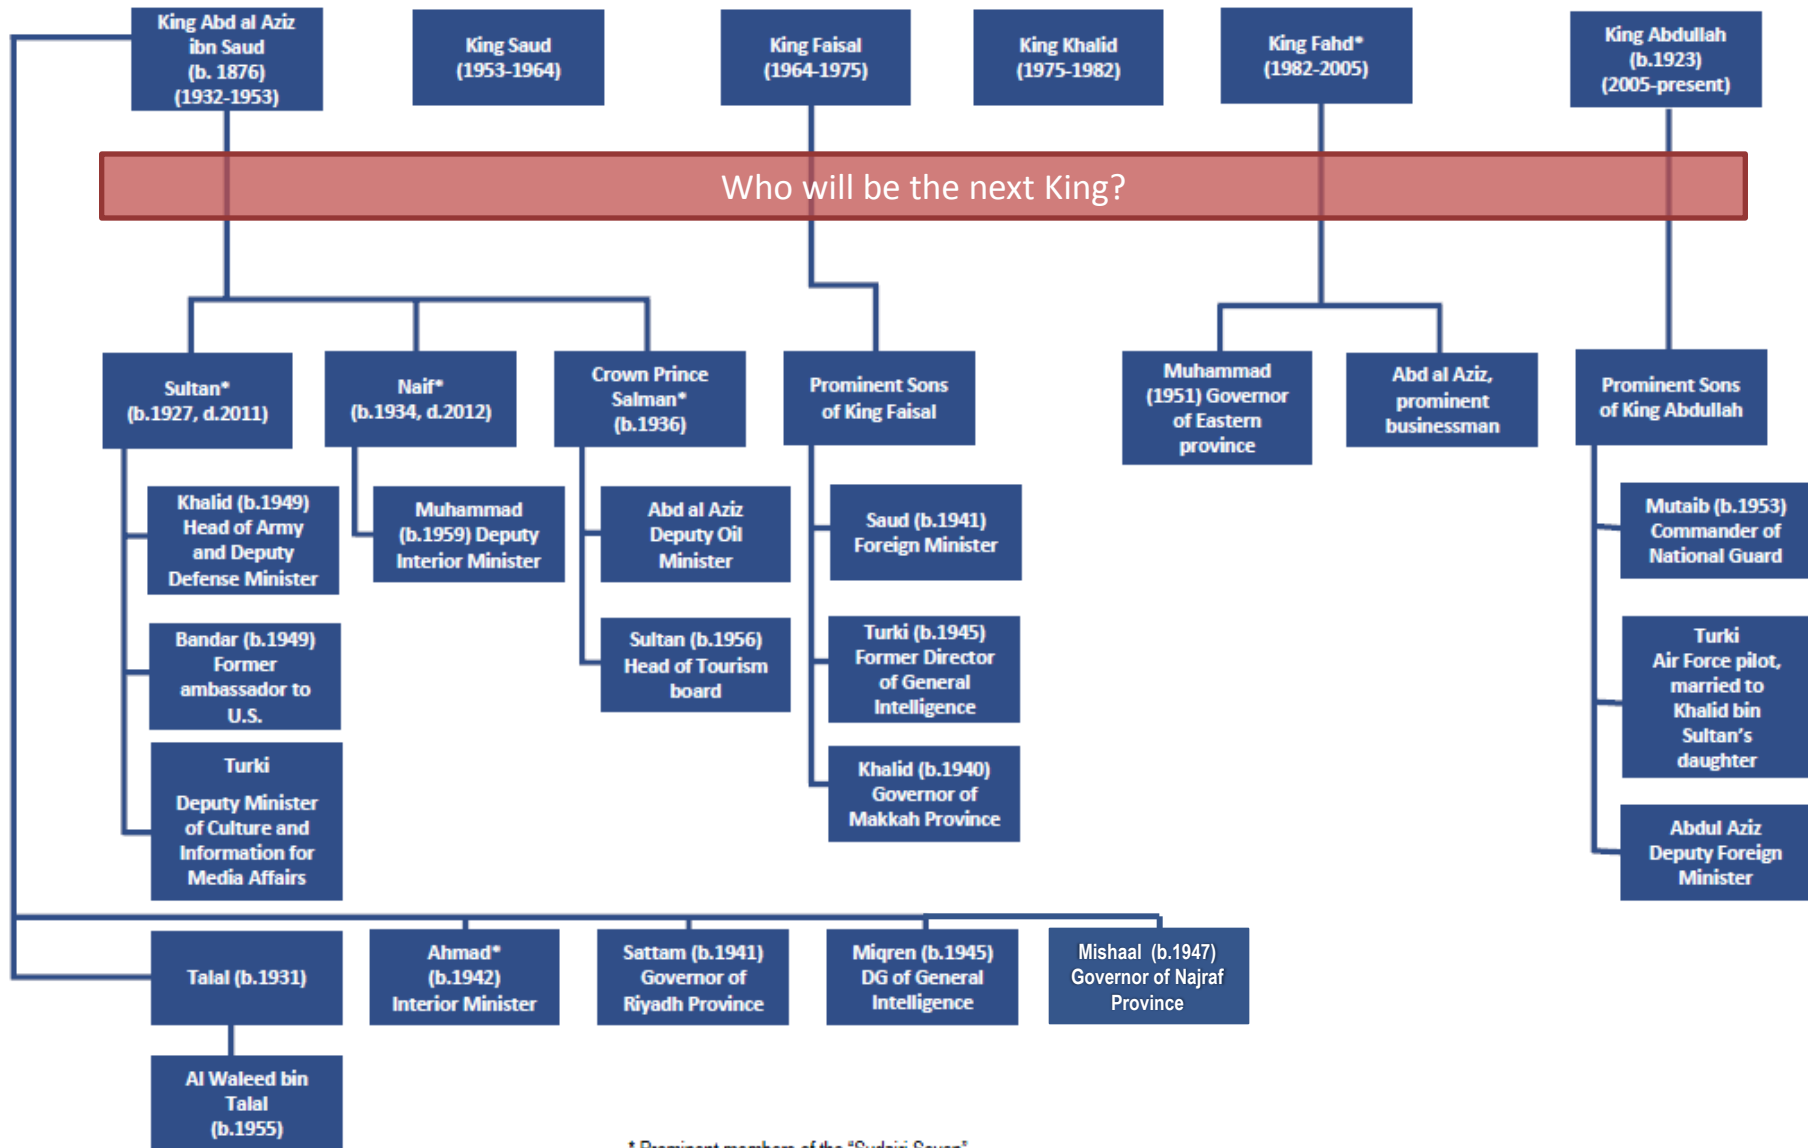 King Abd al Aziz
ibn Saud
(b. 1876)
(1932-1953)
King Saud
(1953-1964)
King Faisal
(1964-1975)
King Khalid
(1975-1982)
King Fahd*
(1982-2005)
King Abdullah
(b.1923)
(2005-present)
Who will be the next King?
Sultan*
(b.1927, d.2011)
Naif*
(b.1934, d.2012)
Crown Prince
Salman*
(b.1936)
Prominent Sons
of King Faisal
Muhammad
(1951) Governor
of Eastern
province
Abd al Aziz,
prominent
businessman
Prominent Sons
of King Abdullah
Khalid (b.1949)
Head of Army
and Deputy
Defense Minister
Muhammad
(b.1959) Deputy
Interior Minister
Abd al Aziz
Deputy Oil
Minister
Saud (b.1941)
Foreign Minister
Mutaib (b.1953)
Commander of
National Guard
Bandar (b.1949)
Former
ambassador to
U.S.
Sultan (b.1956)
Head of Tourism
board
Turki (b.1945)
Former Director
of General
Intelligence
Turki
Air Force pilot,
married to
Khalid bin
Sultan's
daughter
Turki
Deputy Minister
of Culture and
Information for
Media Affairs
Khalid (b.1940)
Governor of
Makkah Province
Abdul Aziz
Deputy Foreign
Minister
Talal (b.1931)
Ahmad*
(b.1942)
Interior Minister
Sattam (b.1941)
Governor of
Riyadh Province
Miqren (b.1945)
DG of General
Intelligence
Mishaal (b.1947)
Governor of Najraf
Province
Al Waleed bin
Talal
(b.1955)
* Prominent members of the "Sudairi Seven"